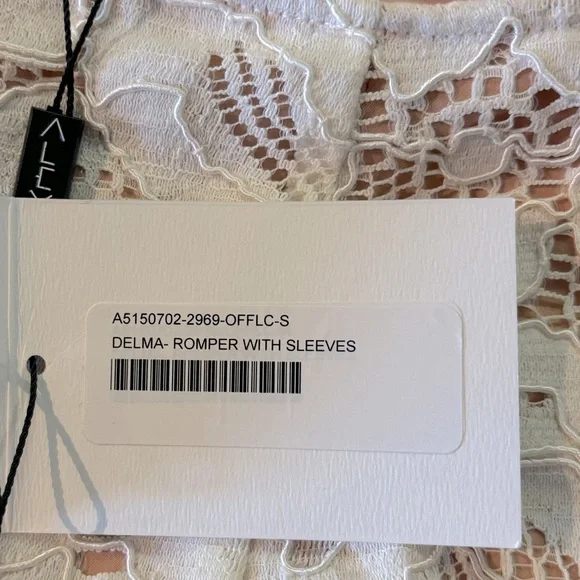 A5150702-2969-OFFLC-S
DELMA- ROMPER WITH SLEEVES